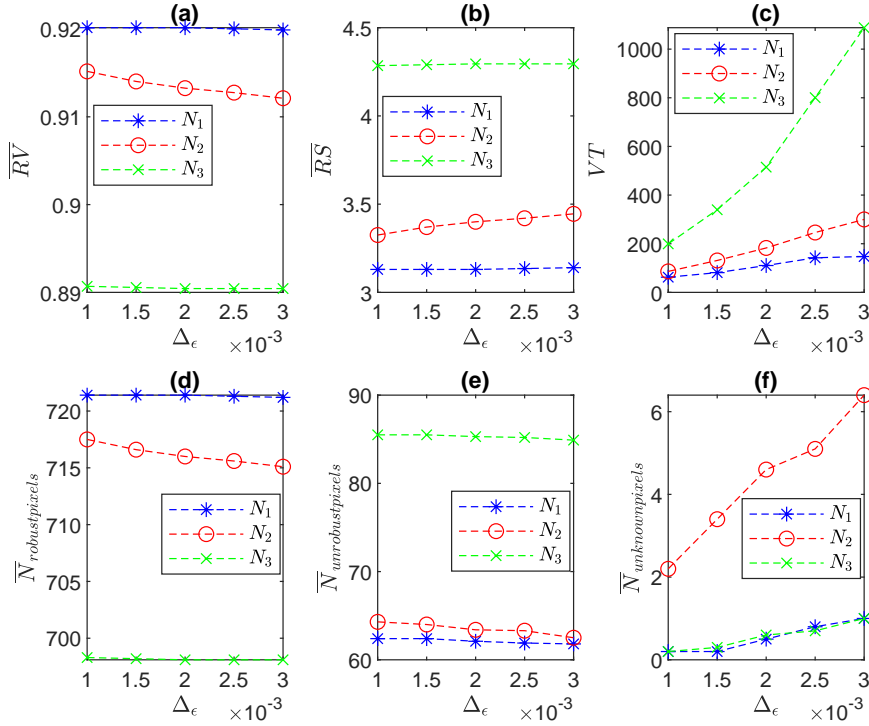 (a)
0.92
0.91
0.9
0.89
RV
N1
N2
N3
1 1.5 2 2.5 3
Δϵ ×10-3
(b)
4.5
4
3.5
3
RS
N1
N2
N3
1 1.5 2 2.5 3
Δϵ ×10-3
(c)
1000
800
600
400
200
0
VT
N1
N2
N3
1 1.5 2 2.5 3
Δϵ ×10-3
(d)
720
715
710
705
700
N robustpixels
N1
N2
N3
1 1.5 2 2.5 3
Δϵ ×10-3
(e)
90
80
70
60
N unrobustpixels
N1
N2
N3
1 1.5 2 2.5 3
Δϵ ×10-3
(f)
6
4
2
0
N unknownpixels
N1
N2
N3
1 1.5 2 2.5 3
Δϵ ×10-3